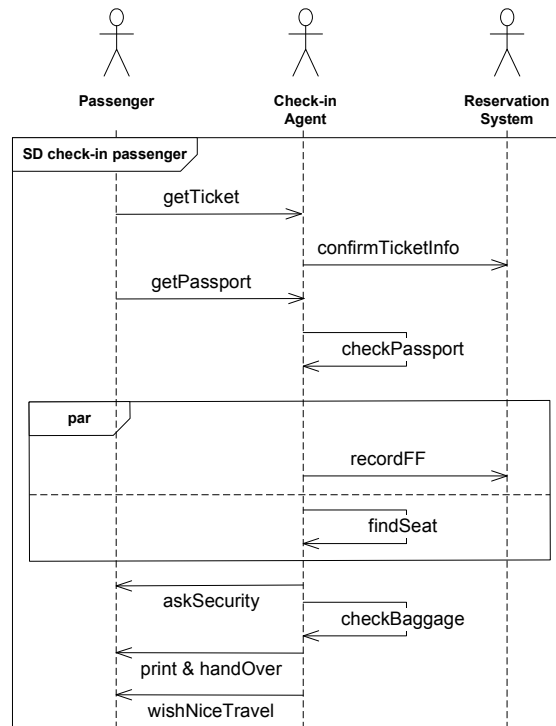 Passenger
Check-in
Agent
Reservation
System
SD check-in passenger
getTicket
confirmTicketInfo
getPassport
checkPassport
par
recordFF
findSeat
askSecurity
checkBaggage
print & handOver
wishNiceTravel